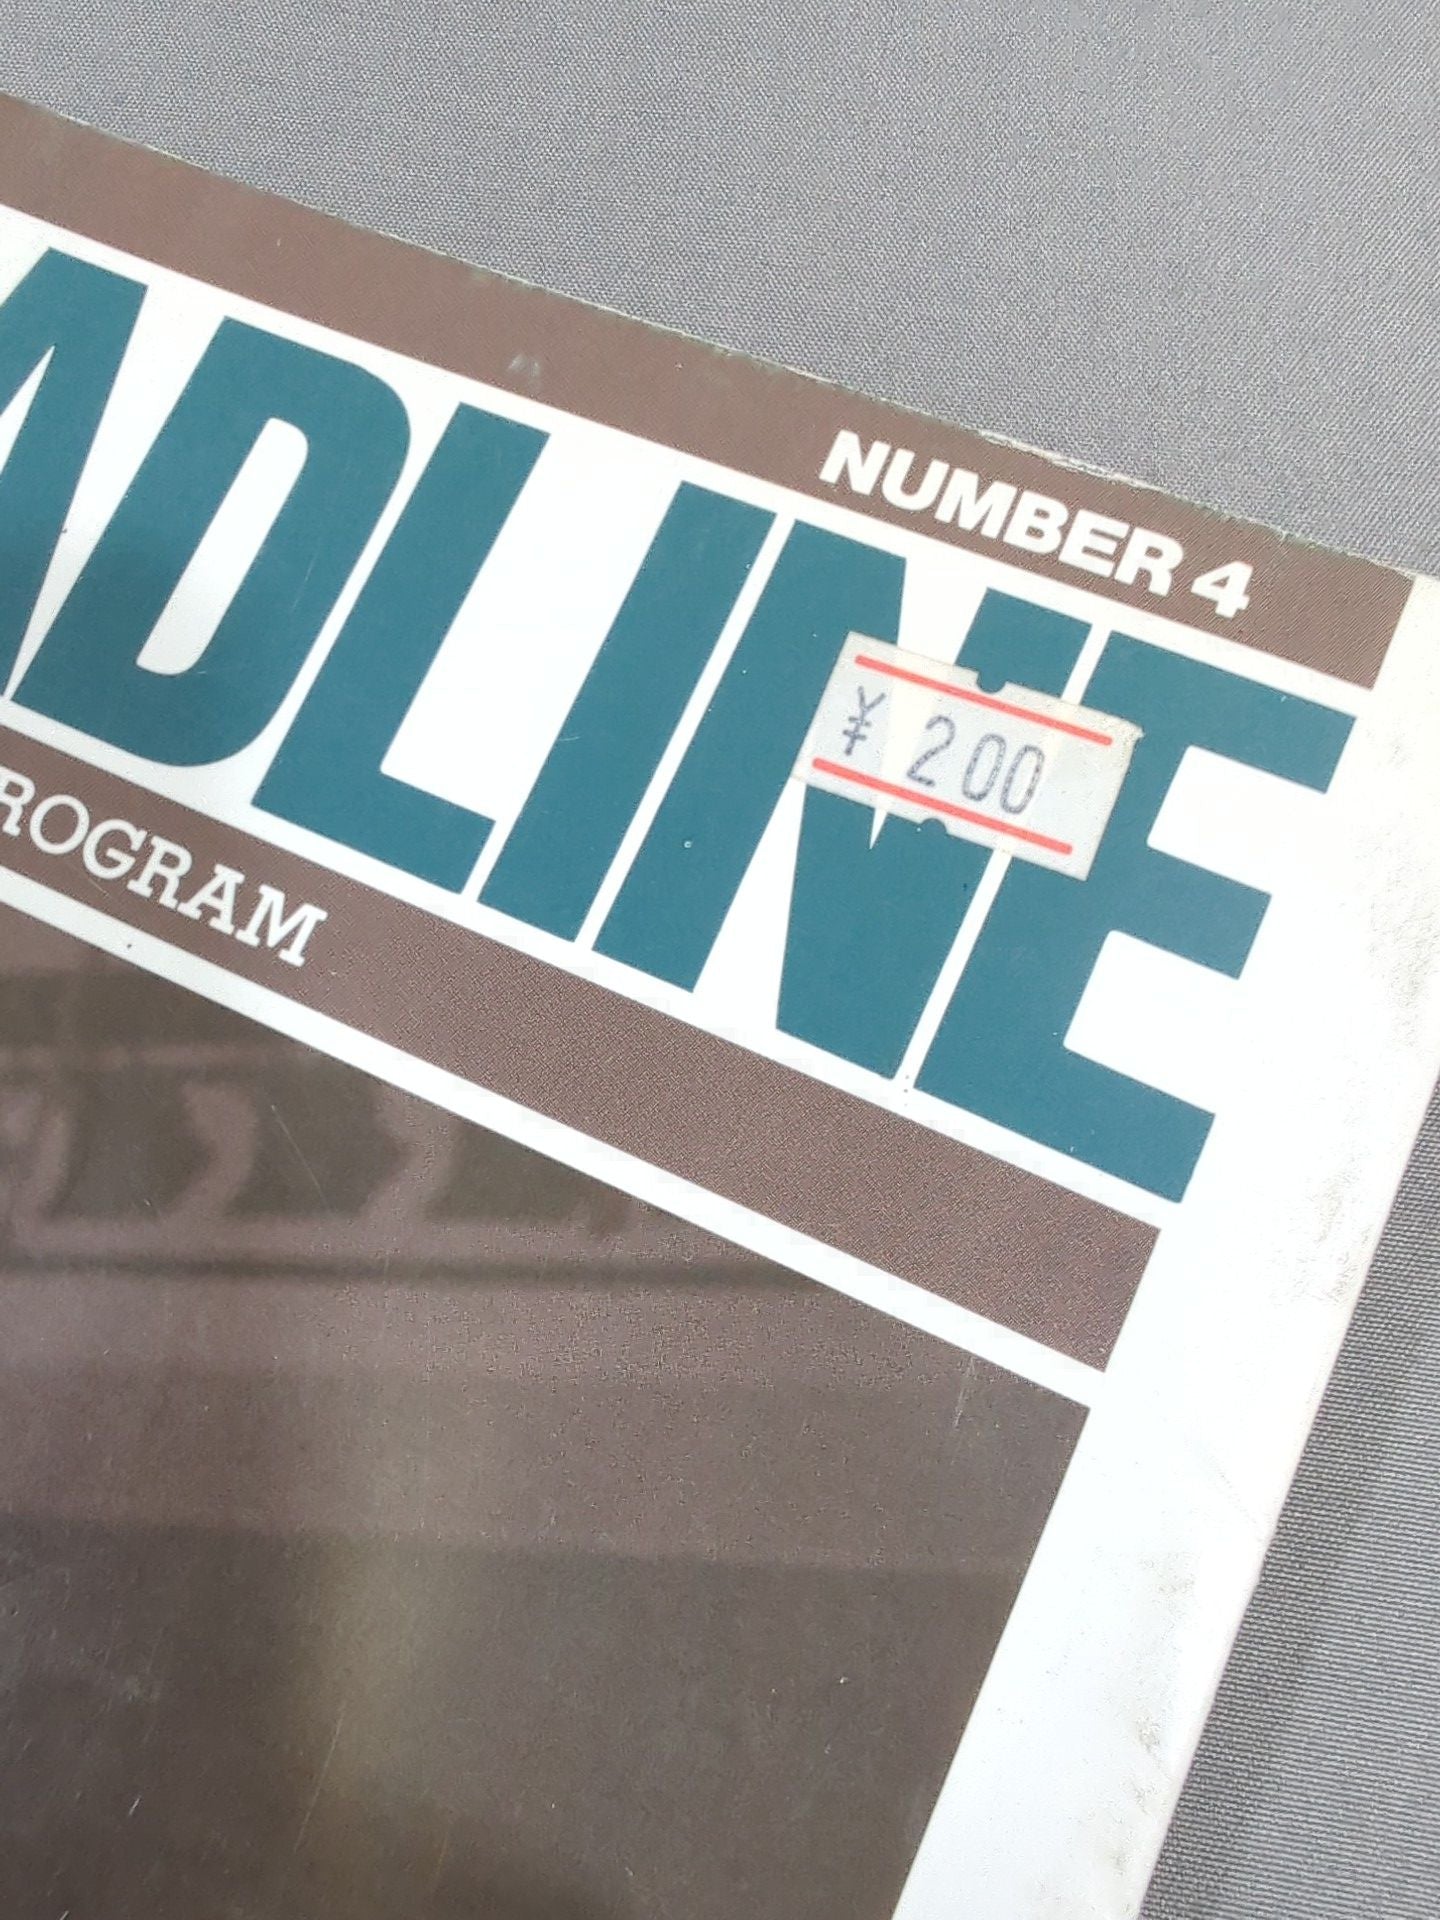 NUMBER 4
ADLINE
¥ 200
ROGRAM